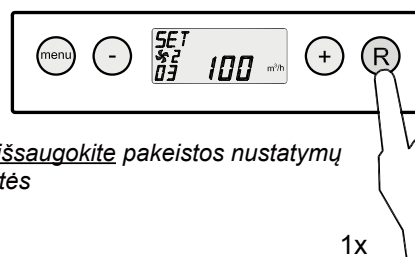 menu - SET 2 03 100 m³/h + R
išsaugokite pakeistos nustatymų
tės
1x